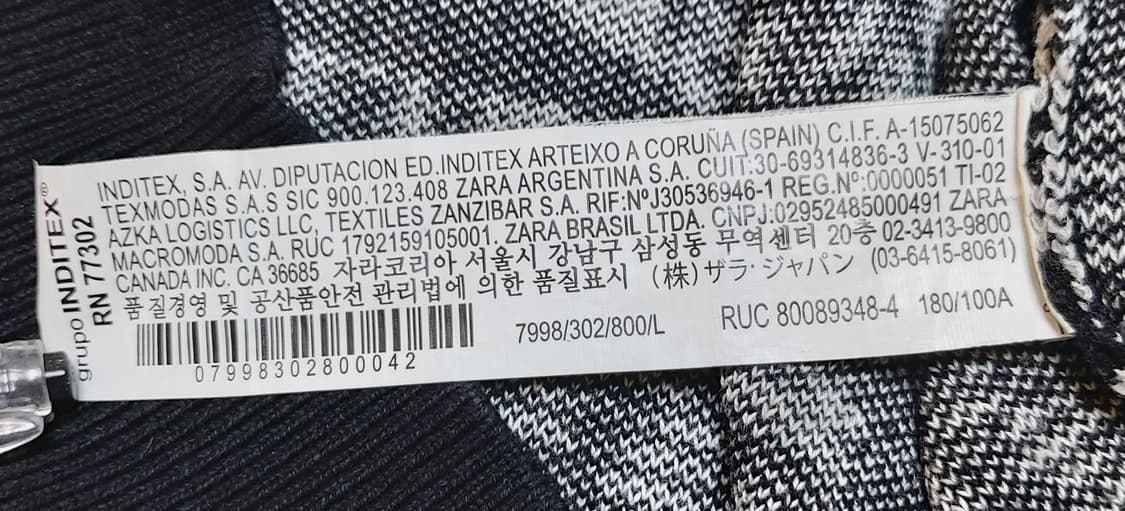 grupo INDITEX®
RN 77302
INDITEX, S.A. AV. DIPUTACION ED.INDITEX ARTEIXO A CORUÑA (SPAIN) C.I.F. A-15075062
TEXMODAS S.A.S SIC 900.123.408 ZARA ARGENTINA S.A. CUIT:30-69314836-3 V-310-01
AZKA LOGISTICS LLC, TEXTILES ZANZIBAR S.A. RIF:NºJ30536946-1 REG.Nº:0000051 TI-02
MACROMODA S.A. RUC 1792159105001. ZARA BRASIL LTDA. CNPJ:02952485000491 ZARA
CANADA INC. CA 36685 자라코리아 서울시 강남구 삼성동 무역센터 20층 02-3413-9800
품질경영 및 공산품안전 관리법에 의한 품질표시 (株) ザラ・ジャパン (03-6415-8061)
7998/302/800/L RUC 80089348-4 180/100A
07998302800042